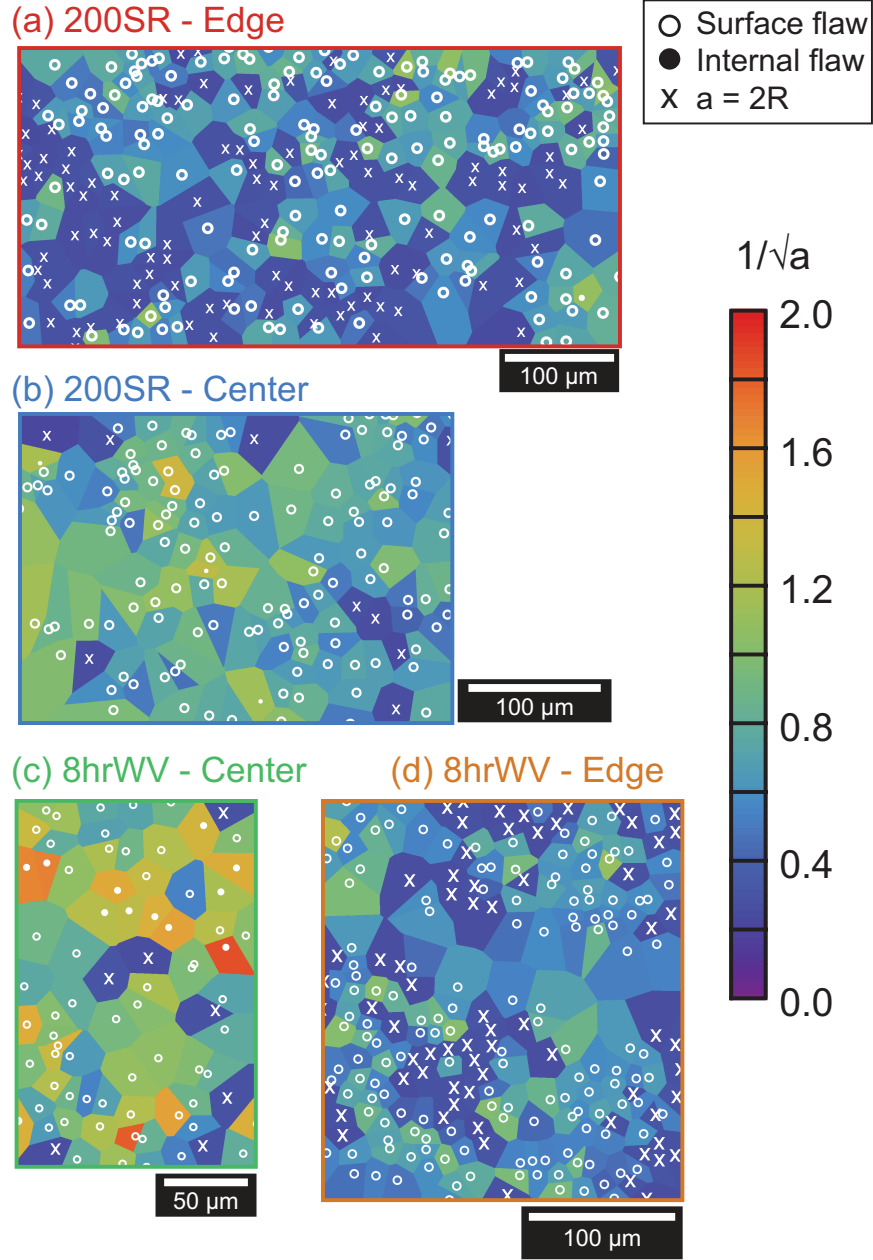 (a) 200SR - Edge
Surface flaw
Internal flaw
x a = 2R
100 µm
(b) 200SR - Center
100 µm
1/√a
2.0
1.6
1.2
0.8
0.4
0.0
(c) 8hrWV - Center
50 µm
(d) 8hrWV - Edge
100 µm